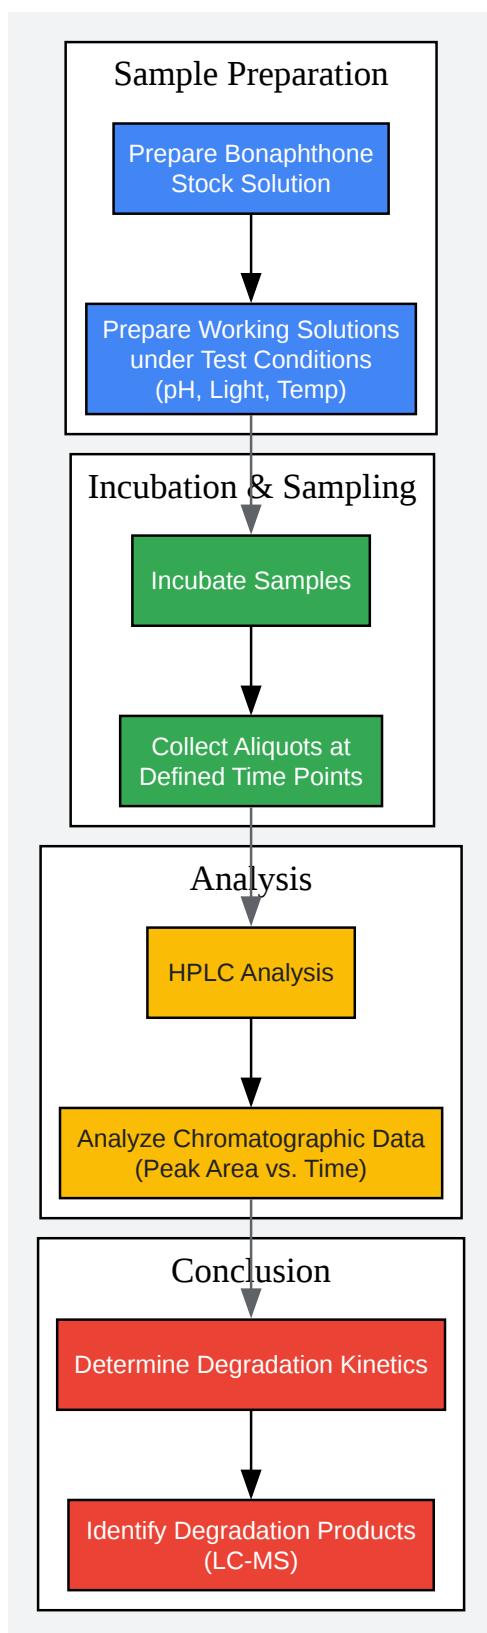 Sample Preparation
Prepare Bonaphthone
Stock Solution
Prepare Working Solutions
under Test Conditions
(pH, Light, Temp)
Incubation & Sampling
Incubate Samples
Collect Aliquots at
Defined Time Points
Analysis
HPLC Analysis
Analyze Chromatographic Data
(Peak Area vs. Time)
Conclusion
Determine Degradation Kinetics
Identify Degradation Products
(LC-MS)